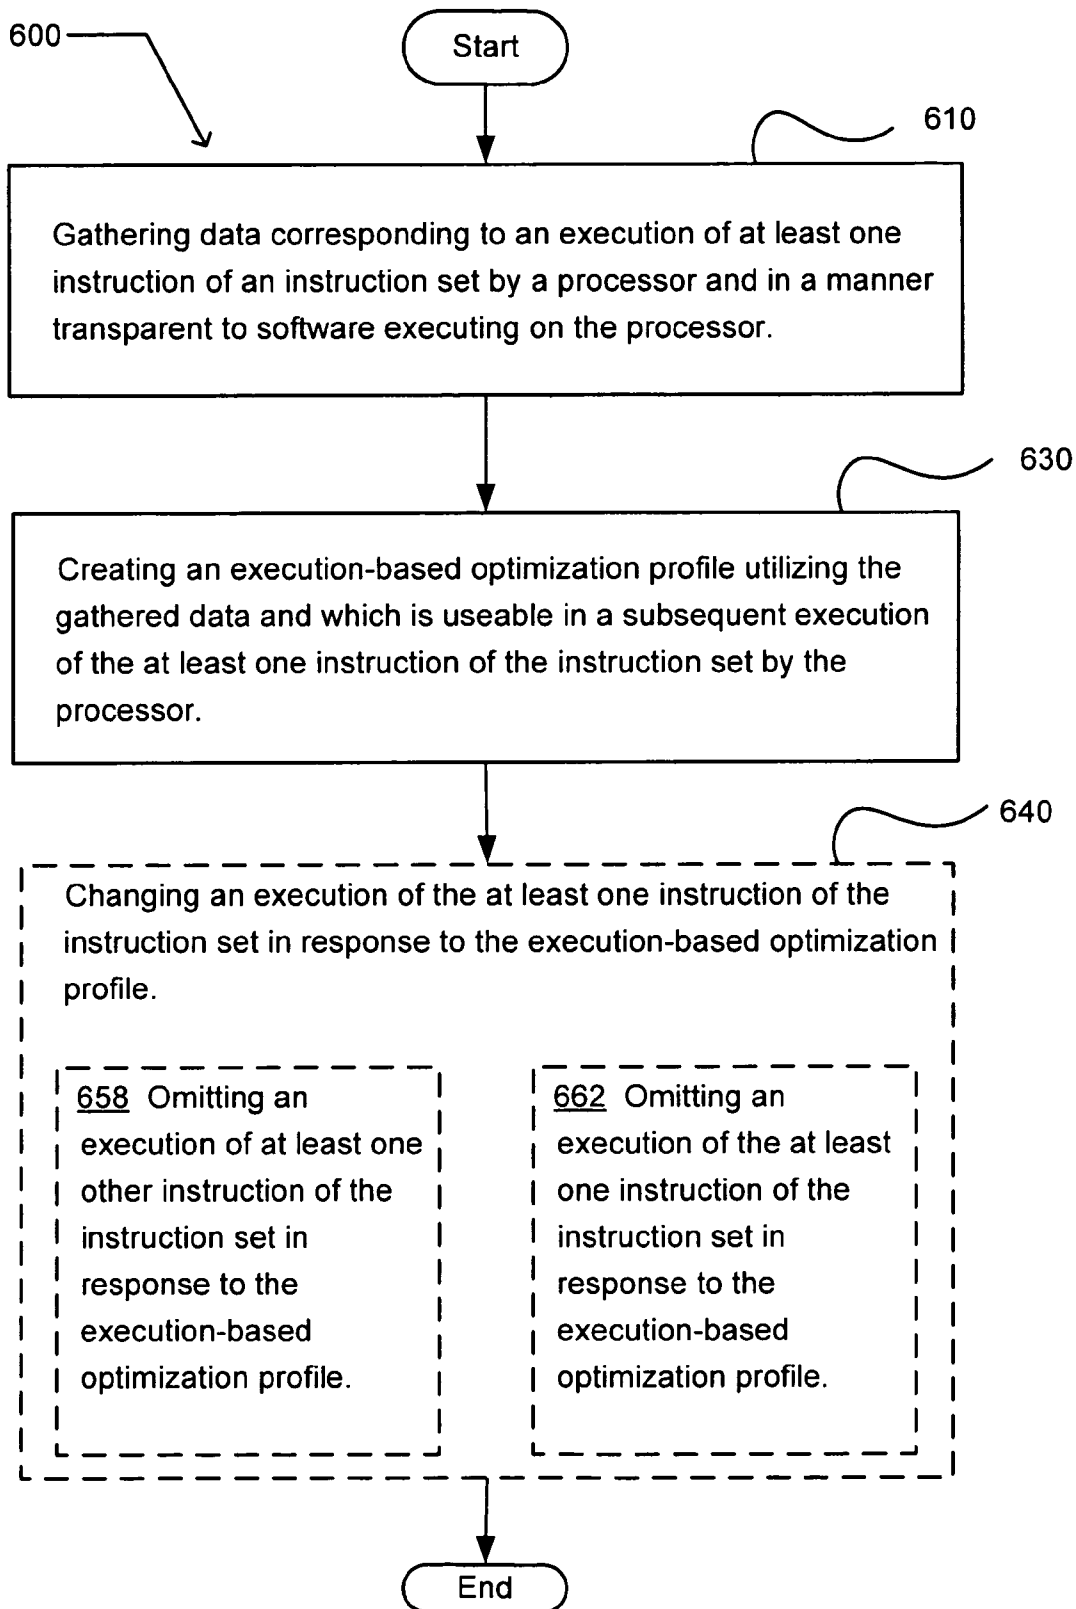 600
Start
610
Gathering data corresponding to an execution of at least one
instruction of an instruction set by a processor and in a manner
transparent to software executing on the processor.
630
Creating an execution-based optimization profile utilizing the
gathered data and which is useable in a subsequent execution
of the at least one instruction of the instruction set by the
processor.
640
Changing an execution of the at least one instruction of the
instruction set in response to the execution-based optimization
profile.
658 Omitting an
execution of at least one
other instruction of the
instruction set in
response to the
execution-based
optimization profile.
662 Omitting an
execution of the at least
one instruction of the
instruction set in
response to the
execution-based
optimization profile.
End